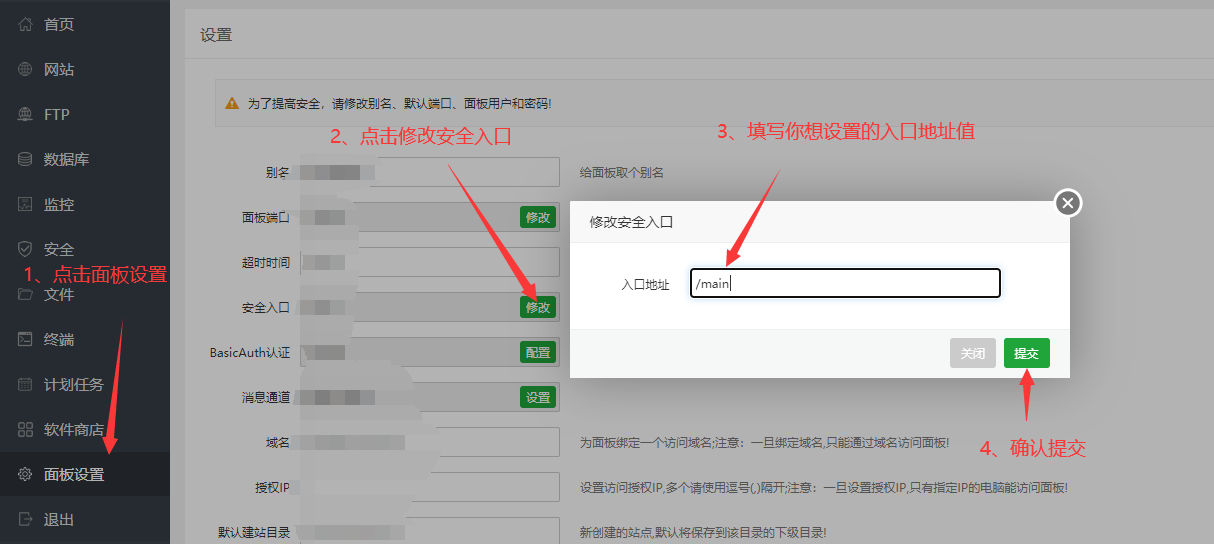 首页
网站
FTP
数据库
监控
安全
1、点击面板设置
文件
终端
计划任务
软件商店
面板设置
退出
设置
为了提高安全，请修改别名、默认端口、面板用户和密码!
2、点击修改安全入口
3、填写你想设置的入口地址值
别名
给面板取个别名
面板端口
修改
超时时间
安全入口
修改
BasicAuth认证
配置
消息通道
设置
域名
为面板绑定一个访问域名;注意：一旦绑定域名,只能通过域名访问面板!
授权IP
设置访问授权IP,多个请使用逗号(,)隔开;注意：一旦设置授权IP,只有指定IP的电脑能访问面板!
默认建站目录
新创建的站点,默认将保存到该目录的下级目录!
修改安全入口
入口地址
/main
关闭
提交
4、确认提交